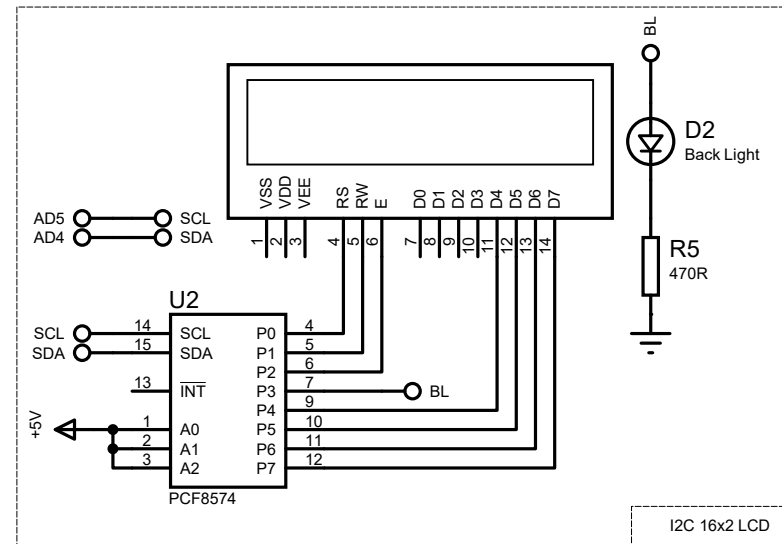 BL
D2
Back Light
VSS
VDD
VEE
RS
RW
E
D0
D1
D2
D3
D4
D5
D6
D7
1
2
3
4
5
6
7
8
9
10
11
12
13
14
AD5 SCL
AD4 SDA
R5
470R
U2
SCL 14 SCL P0 4
SDA 15 SDA P1 5
P2 6
13 INT P3 7 BL
P4 9
+5V
1 A0 P5 10
2 A1 P6 11
3 A2 P7 12
PCF8574
I2C 16x2 LCD